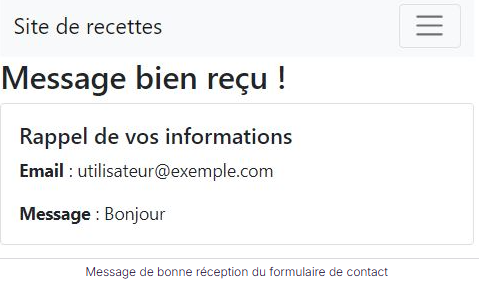 Site de recettes
Message bien reçu !
Rappel de vos informations
Email : utilisateur@exemple.com
Message : Bonjour
Message de bonne réception du formulaire de contact